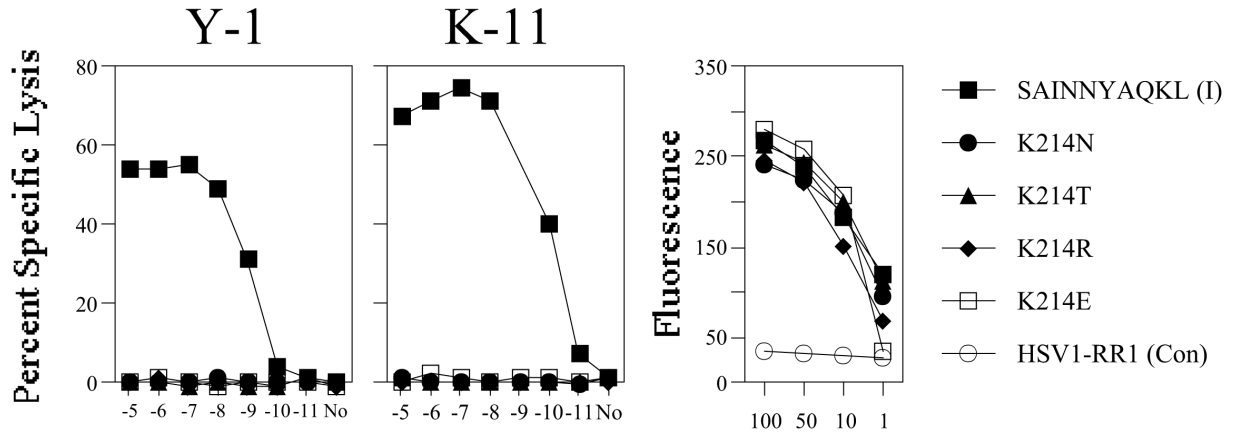 Y-1
K-11
Percent Specific Lysis
80
60
40
20
0
-5 -6 -7 -8 -9 -10 -11 No
-5 -6 -7 -8 -9 -10 -11 No
Fluorescence
350
250
150
50
0
100 50 10 1
SAINNYAQKL (I)
K214N
K214T
K214R
K214E
HSV1-RR1 (Con)